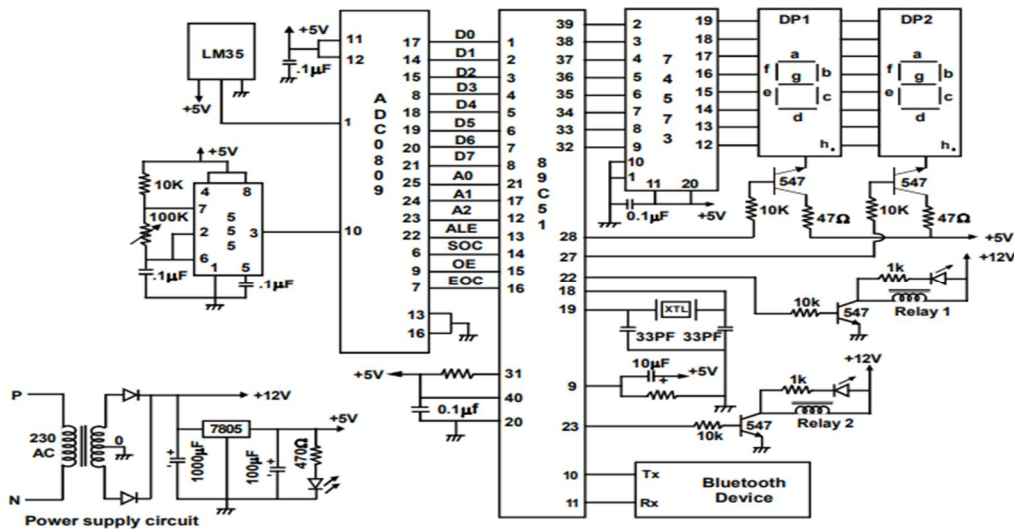 LM35
+5V
+5V
.1µF
11
12
1
10
ADC0809
17
14
15
8
18
19
20
21
25
24
23
22
6
9
7
13
16
D0
D1
D2
D3
D4
D5
D6
D7
A0
A1
A2
ALE
SOC
OE
EOC
1
2
3
4
5
6
7
8
21
17
12
13
14
15
16
31
40
20
89C51
39
38
37
36
35
34
33
32
28
27
22
18
19
9
23
10
11
2
3
4
5
6
7
8
9
10
1
74573
19
18
17
16
15
14
13
12
11
20
0.1µF
+5V
DP1
a
f
g
b
e
c
d
h.
DP2
a
f
g
b
e
c
d
h.
547
10K
47Ω
547
10K
47Ω
+5V
+12V
1k
10k
547
Relay 1
XTL
33PF
33PF
10µF
+5V
+12V
1k
10k
547
Relay 2
Tx
Rx
Bluetooth
Device
+5V
10K
100K
4
8
7
2
6
555
3
1
5
.1µF
.1µF
+5V
0.1µf
P
230
AC
N
0
+12V
7805
+5V
1000µF
100µF
470Ω
Power supply circuit